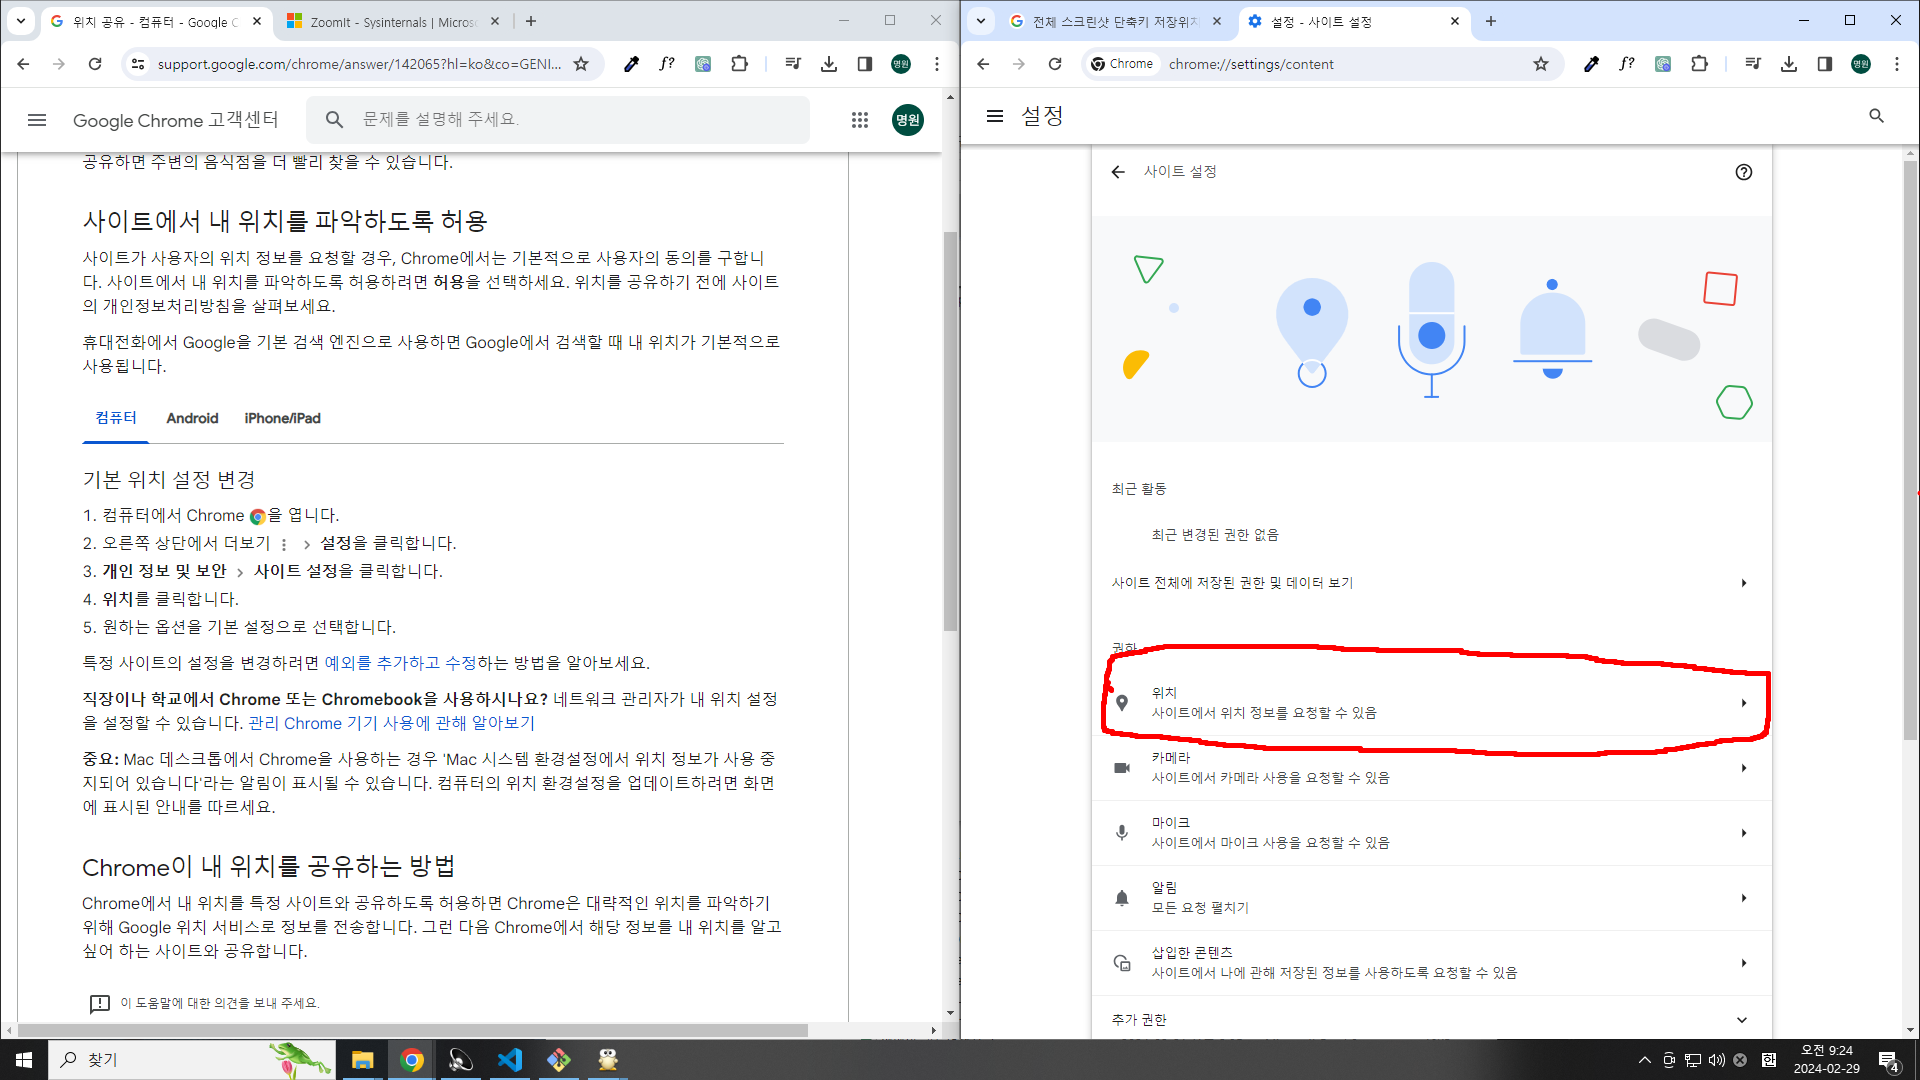 위치 공유 - 컴퓨터 - Google C
ZoomIt - Sysinternals | Micros
support.google.com/chrome/answer/142065?hl=ko&co=GENI...
f?
명원
Google Chrome 고객센터
문제를 설명해 주세요.
명원
공유하면 주변의 음식점을 더 빨리 찾을 수 있습니다.
사이트에서 내 위치를 파악하도록 허용
사이트가 사용자의 위치 정보를 요청할 경우, Chrome에서는 기본적으로 사용자의 동의를 구합니
다. 사이트에서 내 위치를 파악하도록 허용하려면 허용을 선택하세요. 위치를 공유하기 전에 사이트
의 개인정보처리방침을 살펴보세요.
휴대전화에서 Google을 기본 검색 엔진으로 사용하면 Google에서 검색할 때 내 위치가 기본적으로
사용됩니다.
컴퓨터 Android iPhone/iPad
기본 위치 설정 변경
1. 컴퓨터에서 Chrome 을 엽니다.
2. 오른쪽 상단에서 더보기 > 설정을 클릭합니다.
3. 개인 정보 및 보안 > 사이트 설정을 클릭합니다.
4. 위치를 클릭합니다.
5. 원하는 옵션을 기본 설정으로 선택합니다.
특정 사이트의 설정을 변경하려면 예외를 추가하고 수정하는 방법을 알아보세요.
직장이나 학교에서 Chrome 또는 Chromebook을 사용하시나요? 네트워크 관리자가 내 위치 설정
을 설정할 수 있습니다. 관리 Chrome 기기 사용에 관해 알아보기
중요: Mac 데스크톱에서 Chrome을 사용하는 경우 'Mac 시스템 환경설정에서 위치 정보가 사용 중
지되어 있습니다'라는 알림이 표시될 수 있습니다. 컴퓨터의 위치 환경설정을 업데이트하려면 화면
에 표시된 안내를 따르세요.
Chrome이 내 위치를 공유하는 방법
Chrome에서 내 위치를 특정 사이트와 공유하도록 허용하면 Chrome은 대략적인 위치를 파악하기
위해 Google 위치 서비스로 정보를 전송합니다. 그런 다음 Chrome에서 해당 정보를 내 위치를 알고
싶어 하는 사이트와 공유합니다.
이 도움말에 대한 의견을 보내 주세요.
전체 스크린샷 단축키 저장위치
설정 - 사이트 설정
Chrome
chrome://settings/content
f?
명원
설정
사이트 설정
최근 활동
최근 변경된 권한 없음
사이트 전체에 저장된 권한 및 데이터 보기
권한
위치
사이트에서 위치 정보를 요청할 수 있음
카메라
사이트에서 카메라 사용을 요청할 수 있음
마이크
사이트에서 마이크 사용을 요청할 수 있음
알림
모든 요청 펼치기
삽입한 콘텐츠
사이트에서 나에 관해 저장된 정보를 사용하도록 요청할 수 있음
추가 권한
찾기
한
오전 9:24
2024-02-29
4